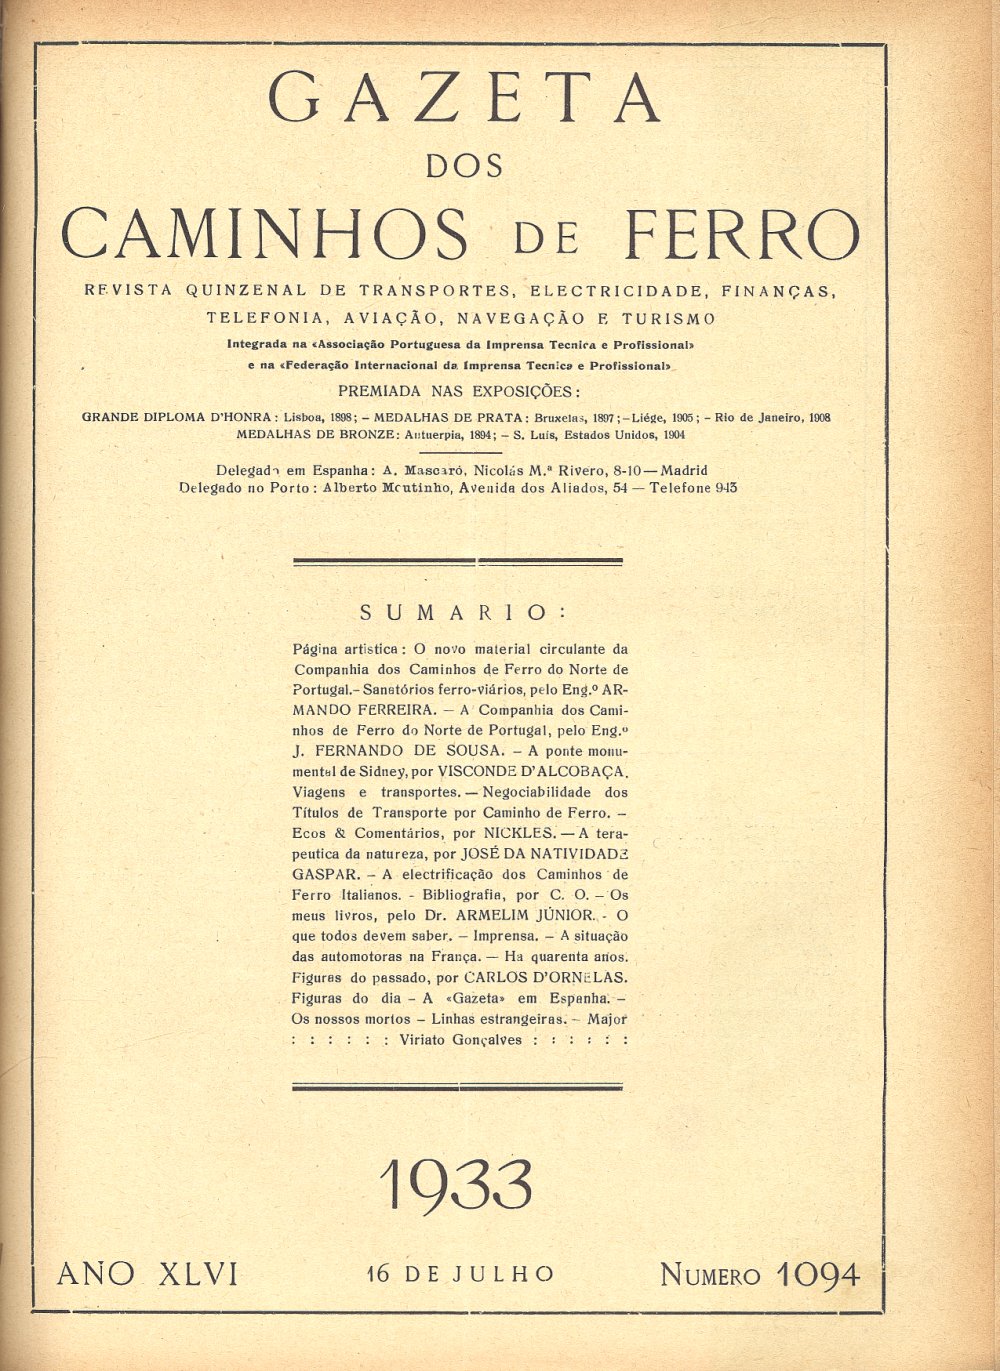 GAZETA
DOS
CAMINHOS DE FERRO
REVISTA QUINZENAL DE TRANSPORTES, ELECTRICIDADE, FINANÇAS,
TELEFONIA, AVIAÇÃO, NAVEGAÇÃO E TURISMO
Integrada na «Associação Portuguesa da Imprensa Tecnica e Profissional»
e na «Federação Internacional da Imprensa Tecnica e Profissional»
PREMIADA NAS EXPOSIÇÕES:
GRANDE DIPLOMA D'HONRA: Lisboa, 1898; – MEDALHAS DE PRATA: Bruxelas, 1897; – Liége, 1905; – Rio de Janeiro, 1908
MEDALHAS DE BRONZE: Antuerpia, 1894; – S. Luís, Estados Unidos, 1904
Delegado em Espanha: A. Mascaró, Nicolás M.ª Rivero, 8-10 — Madrid
Delegado no Porto: Alberto Moutinho, Avenida dos Aliados, 54 — Telefone 943
SUMARIO:
Página artistica: O novo material circulante da
Companhia dos Caminhos de Ferro do Norte de
Portugal. – Sanatórios ferro-viários, pelo Eng.º AR-
MANDO FERREIRA. – A Companhia dos Cami-
nhos de Ferro do Norte de Portugal, pelo Eng.º
J. FERNANDO DE SOUSA. – A ponte monu-
mental de Sidney, por VISCONDE D'ALCOBAÇA.
Viagens e transportes. — Negociabilidade dos
Títulos de Transporte por Caminho de Ferro. –
Ecos & Comentários, por NICKLES. — A tera-
peutica da natureza, por JOSÉ DA NATIVIDADE
GASPAR. – A electrificação dos Caminhos de
Ferro Italianos. - Bibliografia, por C. O. – Os
meus livros, pelo Dr. ARMELIM JÚNIOR. - O
que todos devem saber. – Imprensa. – A situação
das automotoras na França. — Ha quarenta anos.
Figuras do passado, por CARLOS D'ORNELAS.
Figuras do dia – A «Gazeta» em Espanha. –
Os nossos mortos – Linhas estrangeiras. – Major
: : : : : : Viriato Gonçalves : : : : : :
1933
ANO XLVI 16 DE JULHO NUMERO 1094